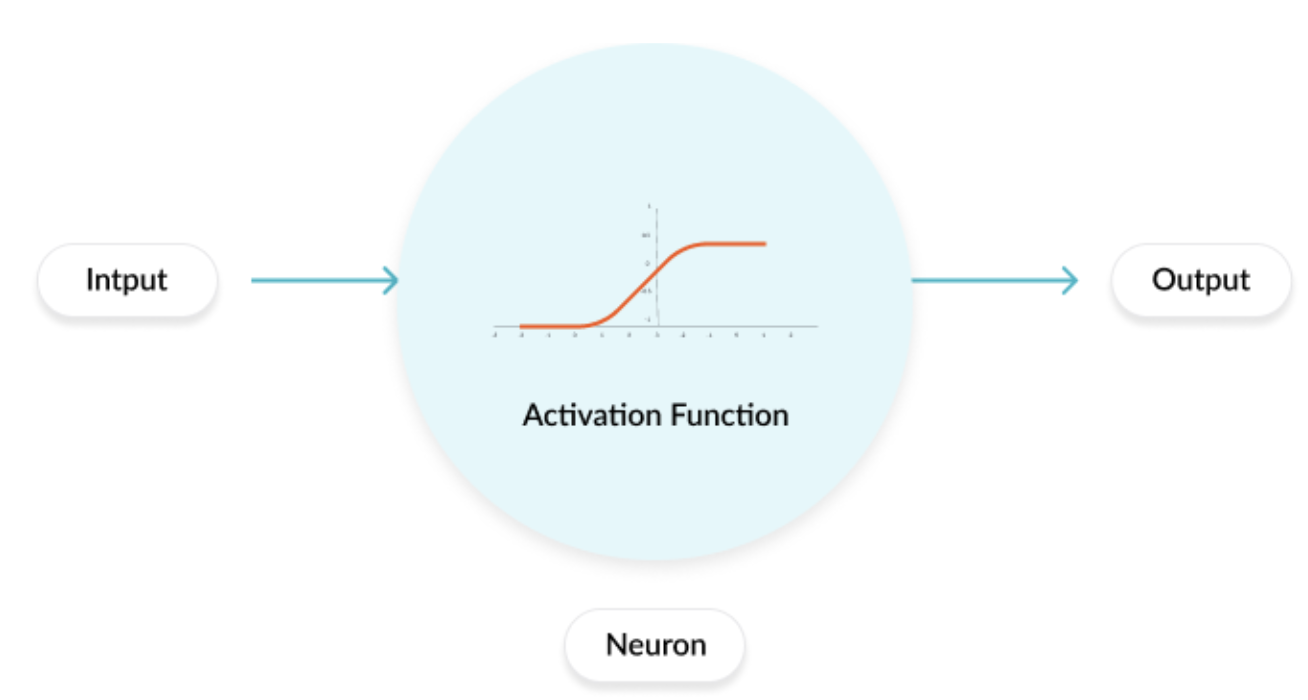 Intput
Output
Activation Function
Neuron